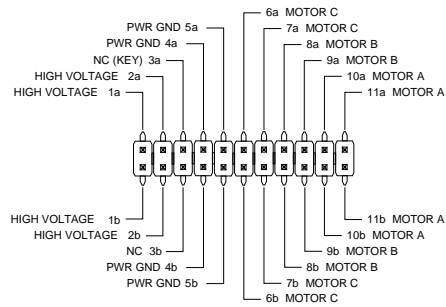 6a MOTOR C
PWR GND 5a
7a MOTOR C
PWR GND 4a
8a MOTOR B
NC (KEY) 3a
9a MOTOR B
HIGH VOLTAGE 2a
10a MOTOR A
HIGH VOLTAGE 1a
11a MOTOR A
HIGH VOLTAGE 1b
11b MOTOR A
HIGH VOLTAGE 2b
10b MOTOR A
NC 3b
9b MOTOR B
PWR GND 4b
8b MOTOR B
PWR GND 5b
7b MOTOR C
6b MOTOR C